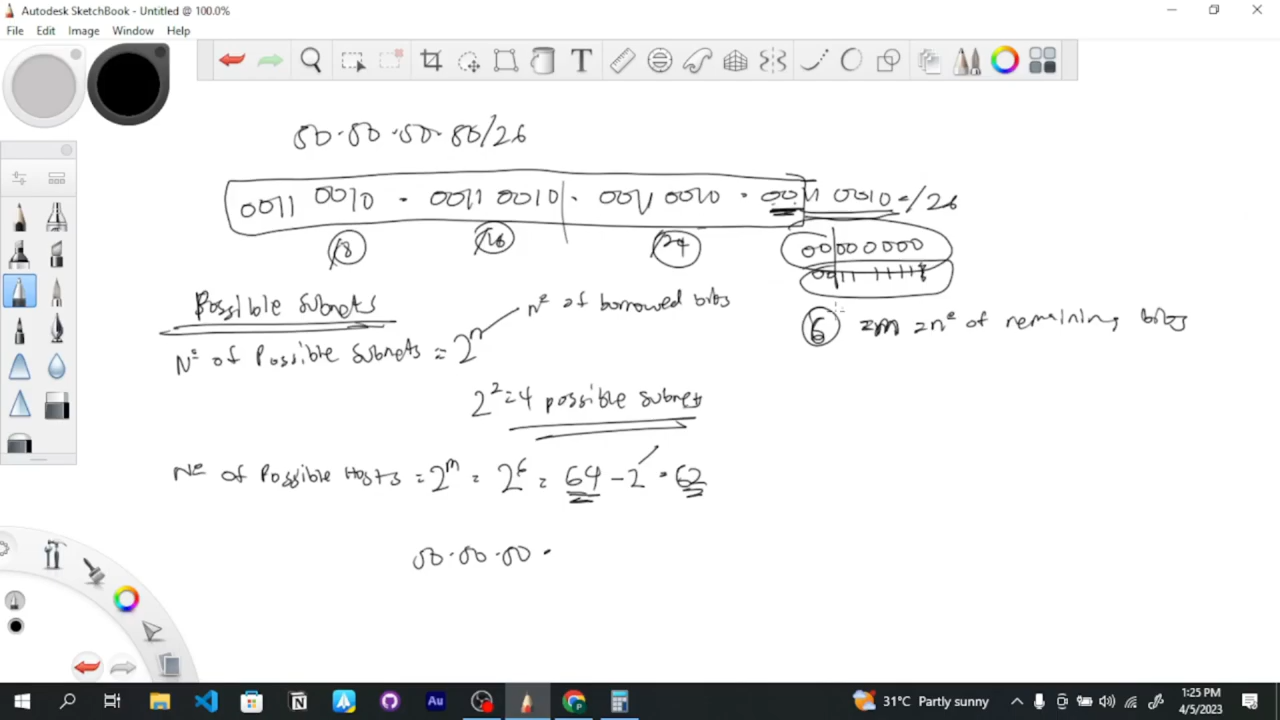 Autodesk SketchBook - Untitled @ 100.0%
File Edit Image Window Help
T
50.50.50.50/26
0011 0010 . 0011 0010 . 0011 0010 . 0011 0010 = /26
/8 /16 /24
00000000
00111111
Possible Subnets
nº of borrowed bits
6 = m = nº of remaining bits
Nº of Possible Subnets = 2^n
2^2 = 4 possible subnets
Nº of Possible Hosts = 2^m = 2^6 = 64 - 2 = 62
50.50.50.
31°C Partly sunny
1:25 PM
4/5/2023